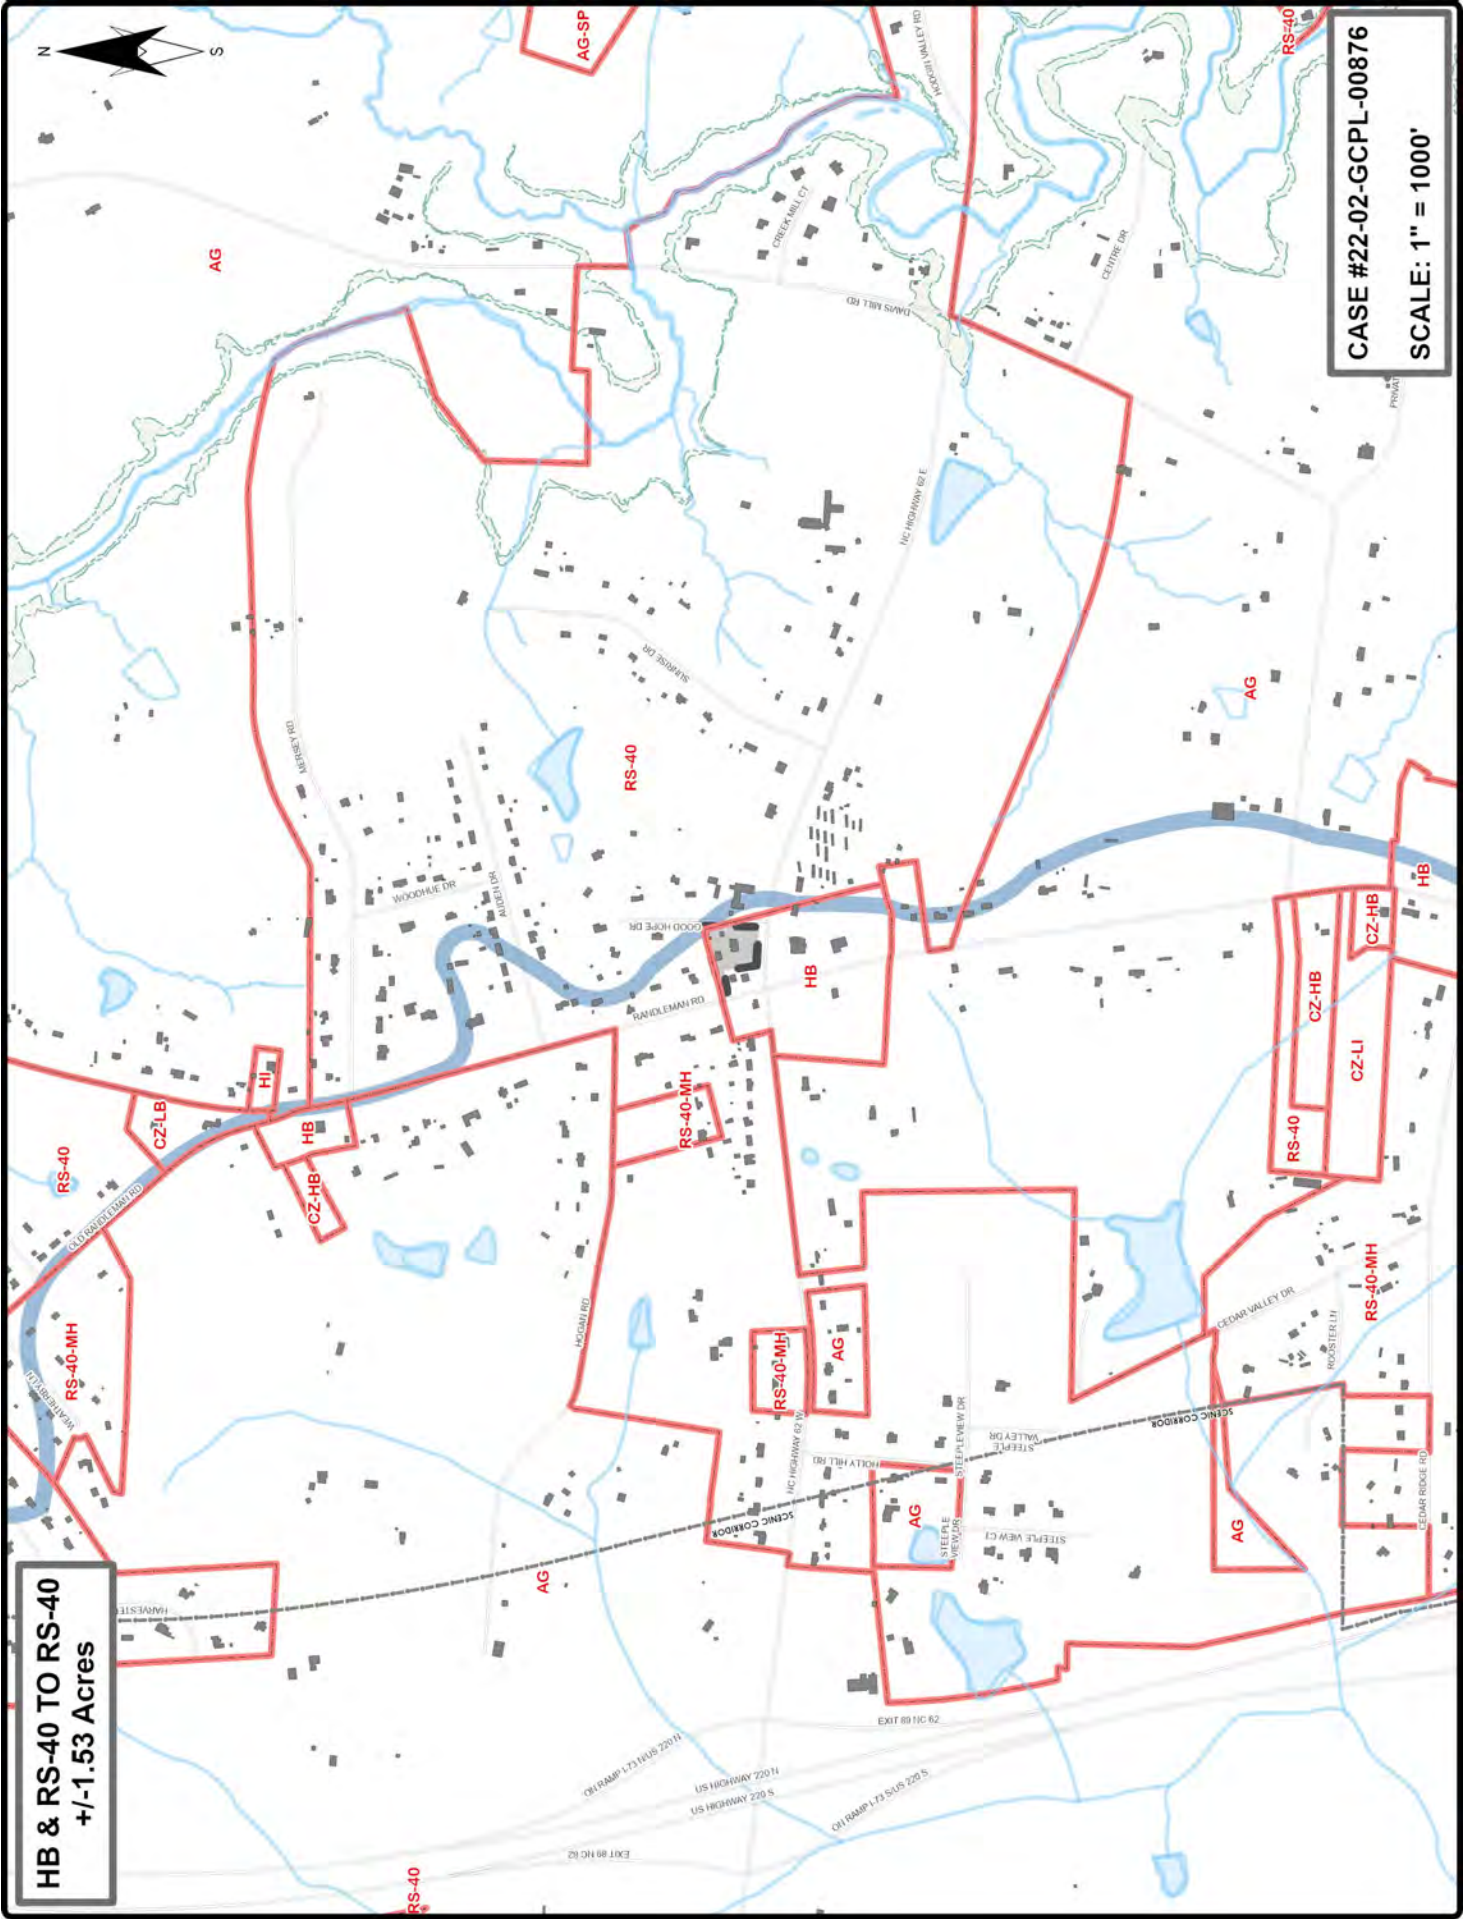 HB & RS-40 TO RS-40
+/-1.53 Acres
CASE #22-02-GCPL-00876
SCALE: 1" = 1000'
N
S
RS-40
RS-40-MH
WEATHERBY LN
OLD RANDLEMAN RD
RS-40
CZ-LB
HI
HB
CZ-HB
MERSEY RD
AG
AG-SP
HODGIN VALLEY RD
RS-40
WOODHUE DR
AUDEN DR
GOOD HOPE DR
RANDLEMAN RD
HOGAN RD
RS-40-MH
RS-40
SUNRISE DR
NC HIGHWAY 62 E
DAVIS MILL RD
CREEK MILL CT
CENTRE DR
HB
AG
SCENIC CORRIDOR
NC HIGHWAY 62 W
RS-40-MH
AG
HOLLY HILL RD
AG
STEEPLE
VIEW DR
STEEPLEVIEW DR
STEEPLE
VALLEY DR
STEEPLE VIEW CT
SCENIC CORRIDOR
AG
AG
CEDAR VALLEY DR
ROOSTER LN
RS-40-MH
CEDAR RIDGE RD
RS-40
CZ-HB
CZ-LI
CZ-HB
HB
EXIT 89 NC 62
ON RAMP I-73 N/US 220 N
US HIGHWAY 220 N
US HIGHWAY 220 S
ON RAMP I-73 S/US 220 S
EXIT 89 NC 62
RS-40